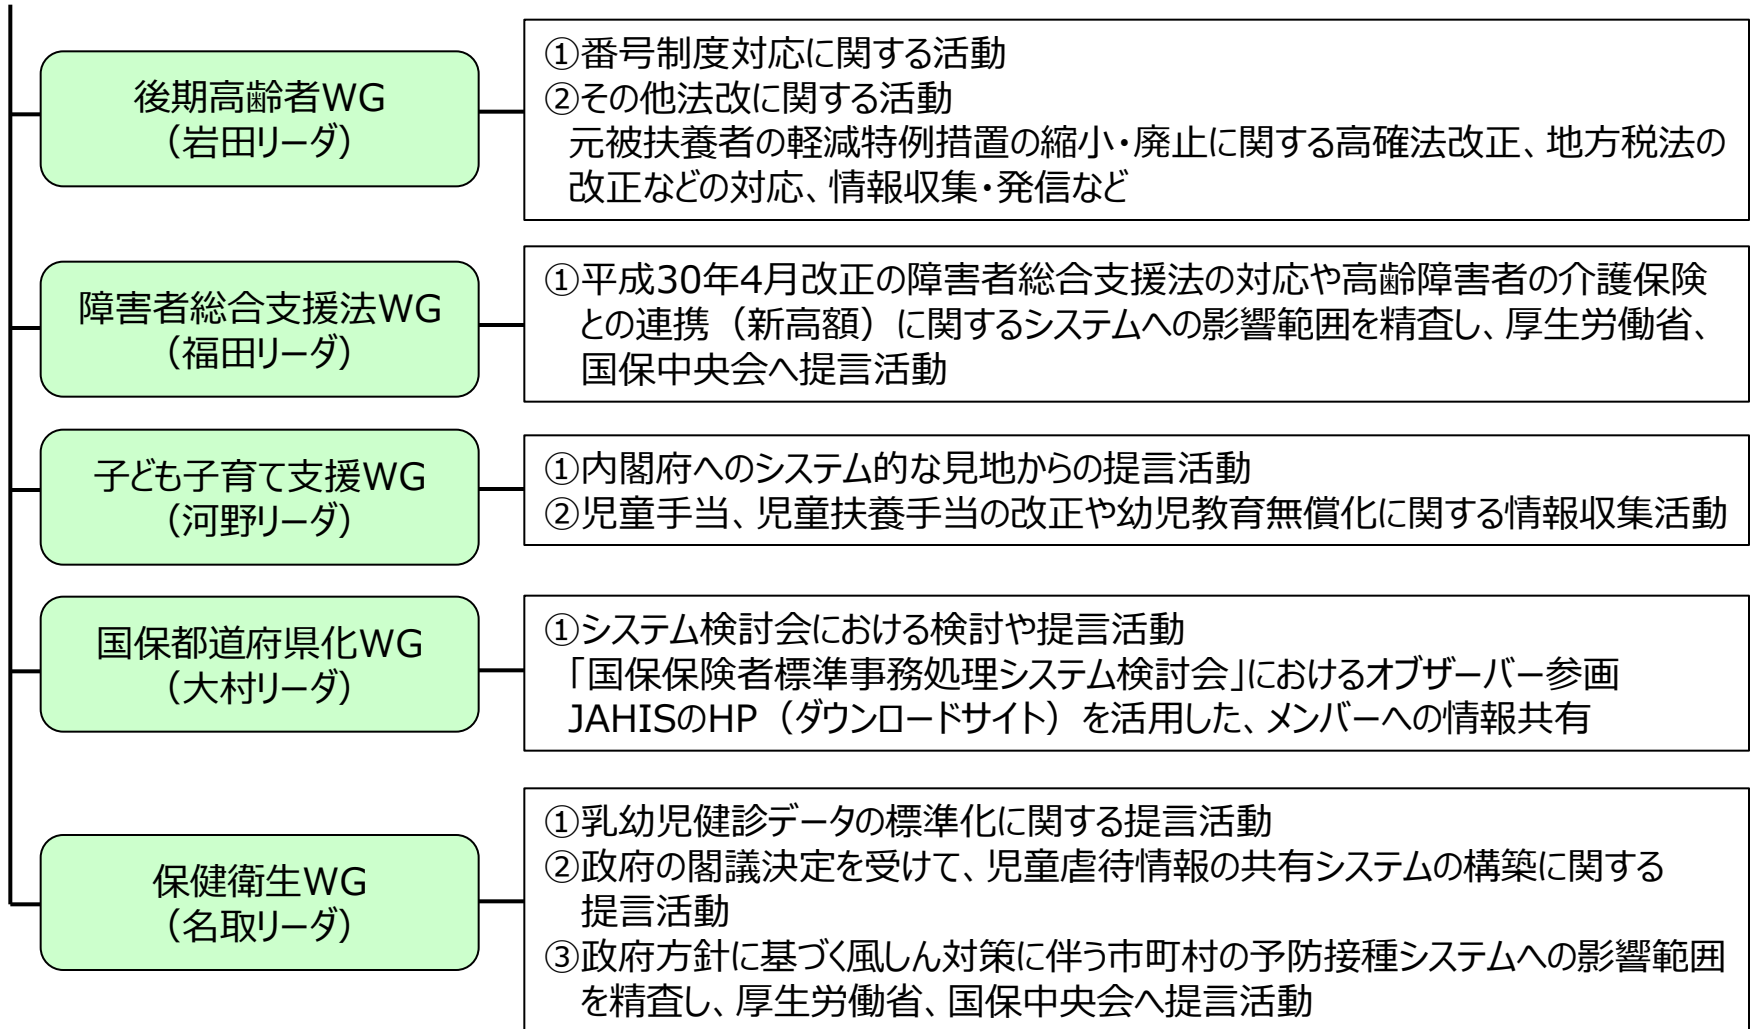 後期高齢者WG
(岩田リーダ)
①番号制度対応に関する活動
②その他法改に関する活動
元被扶養者の軽減特例措置の縮小・廃止に関する高確法改正、地方税法の
改正などの対応、情報収集・発信など
障害者総合支援法WG
(福田リーダ)
①平成30年4月改正の障害者総合支援法の対応や高齢障害者の介護保険
との連携（新高額）に関するシステムへの影響範囲を精査し、厚生労働省、
国保中央会へ提言活動
子ども子育て支援WG
(河野リーダ)
①内閣府へのシステム的な見地からの提言活動
②児童手当、児童扶養手当の改正や幼児教育無償化に関する情報収集活動
国保都道府県化WG
(大村リーダ)
①システム検討会における検討や提言活動
「国保保険者標準事務処理システム検討会」におけるオブザーバー参画
JAHISのHP（ダウンロードサイト）を活用した、メンバーへの情報共有
保健衛生WG
(名取リーダ)
①乳幼児健診データの標準化に関する提言活動
②政府の閣議決定を受けて、児童虐待情報の共有システムの構築に関する
提言活動
③政府方針に基づく風しん対策に伴う市町村の予防接種システムへの影響範囲
を精査し、厚生労働省、国保中央会へ提言活動